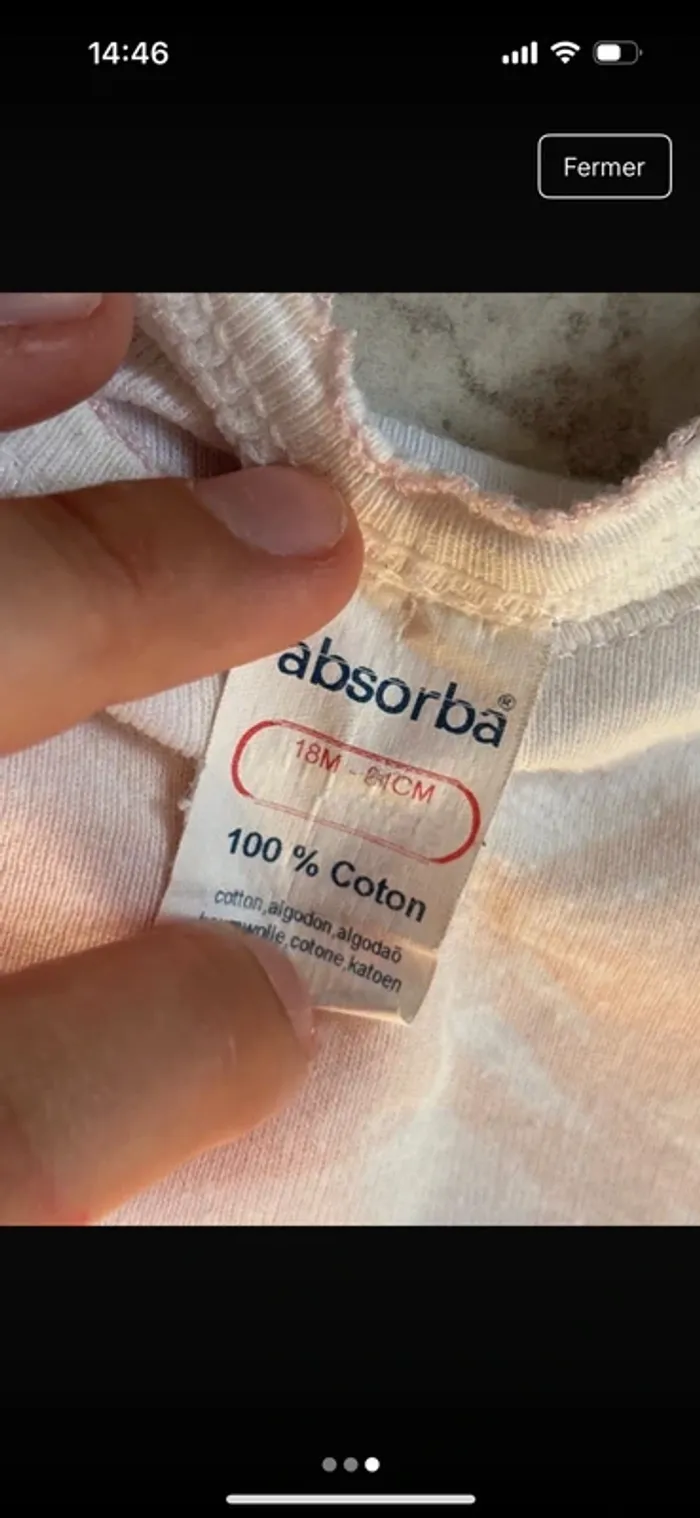 14:46
Fermer
absorba®
18M - 81CM
100 % Coton
cotton,algodon,algodaõ
cotone,katoen